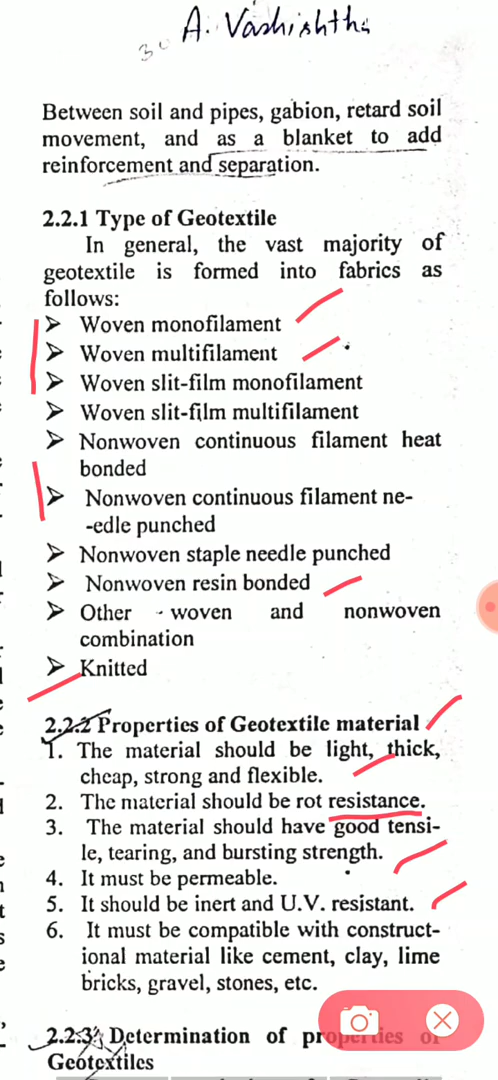 A. Vashishtha
Between soil and pipes, gabion, retard soil
movement, and as a blanket to add
reinforcement and separation.
2.2.1 Type of Geotextile
In general, the vast majority of
geotextile is formed into fabrics as
follows:
➢ Woven monofilament
➢ Woven multifilament
➢ Woven slit-film monofilament
➢ Woven slit-film multifilament
➢ Nonwoven continuous filament heat
bonded
➢ Nonwoven continuous filament ne-
-edle punched
➢ Nonwoven staple needle punched
➢ Nonwoven resin bonded
➢ Other woven and nonwoven
combination
➢ Knitted
2.2.2 Properties of Geotextile material
1. The material should be light, thick,
cheap, strong and flexible.
2. The material should be rot resistance.
3. The material should have good tensi-
le, tearing, and bursting strength.
4. It must be permeable.
5. It should be inert and U.V. resistant.
6. It must be compatible with construct-
ional material like cement, clay, lime
bricks, gravel, stones, etc.
2.2.3 Determination of properties of
Geotextiles